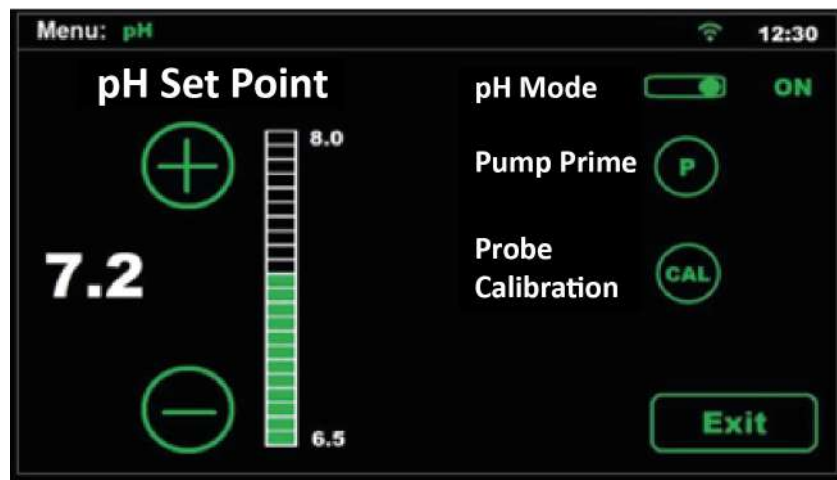 Menu: pH
12:30
pH Set Point
8.0
7.2
6.5
pH Mode
ON
Pump Prime
P
Probe
Calibration
CAL
Exit